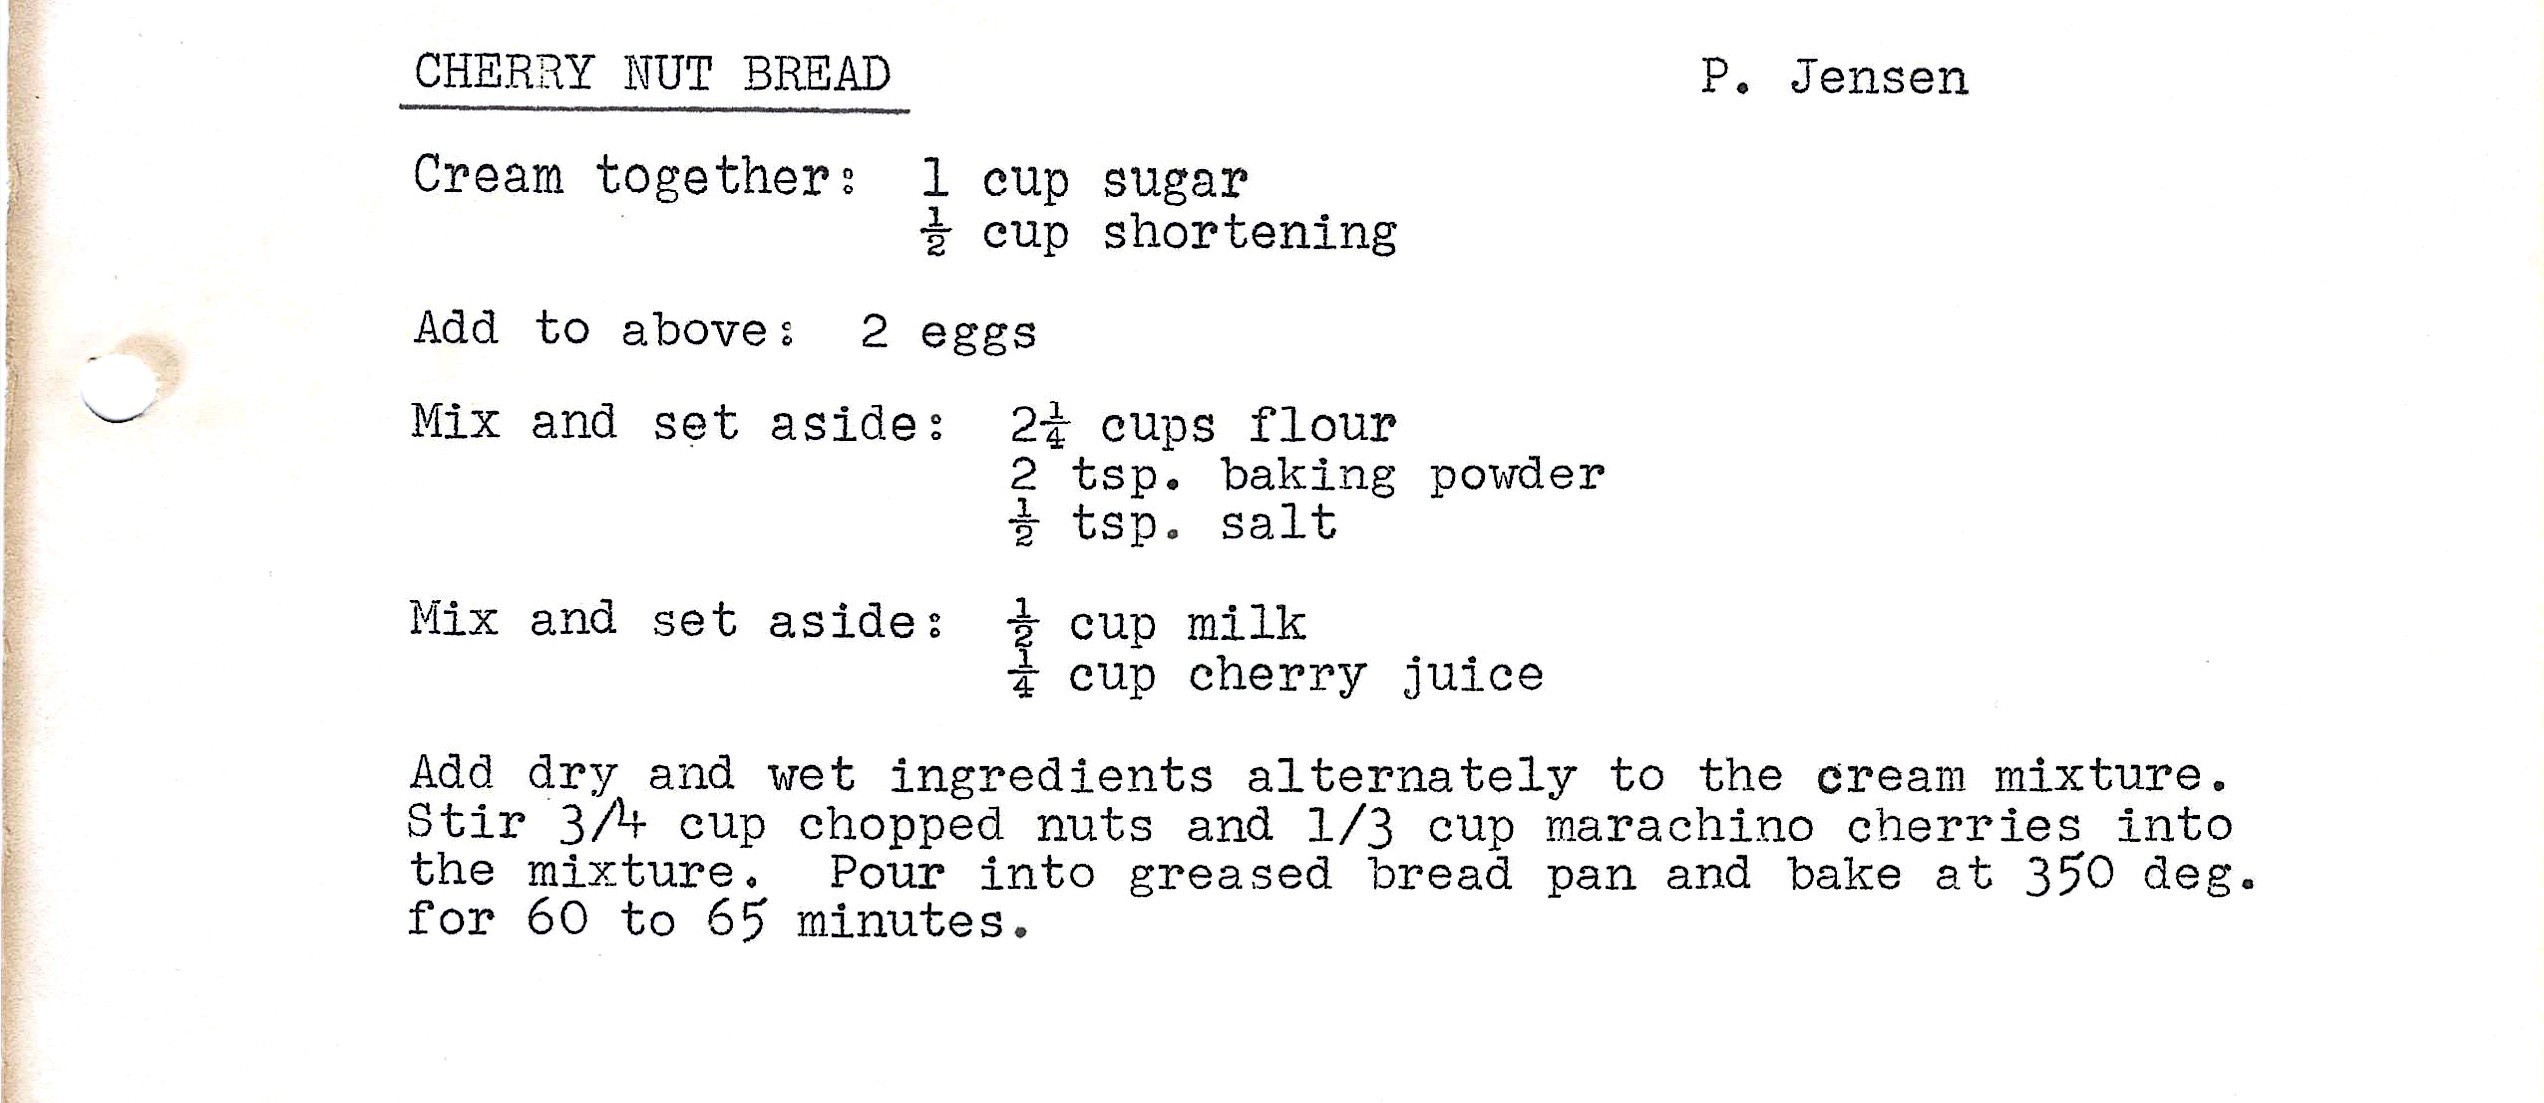 CHERRY NUT BREAD P. Jensen
Cream together: 1 cup sugar
½ cup shortening
Add to above: 2 eggs
Mix and set aside: 2¼ cups flour
2 tsp. baking powder
½ tsp. salt
Mix and set aside: ½ cup milk
¼ cup cherry juice
Add dry and wet ingredients alternately to the cream mixture.
Stir 3/4 cup chopped nuts and 1/3 cup marachino cherries into
the mixture. Pour into greased bread pan and bake at 350 deg.
for 60 to 65 minutes.